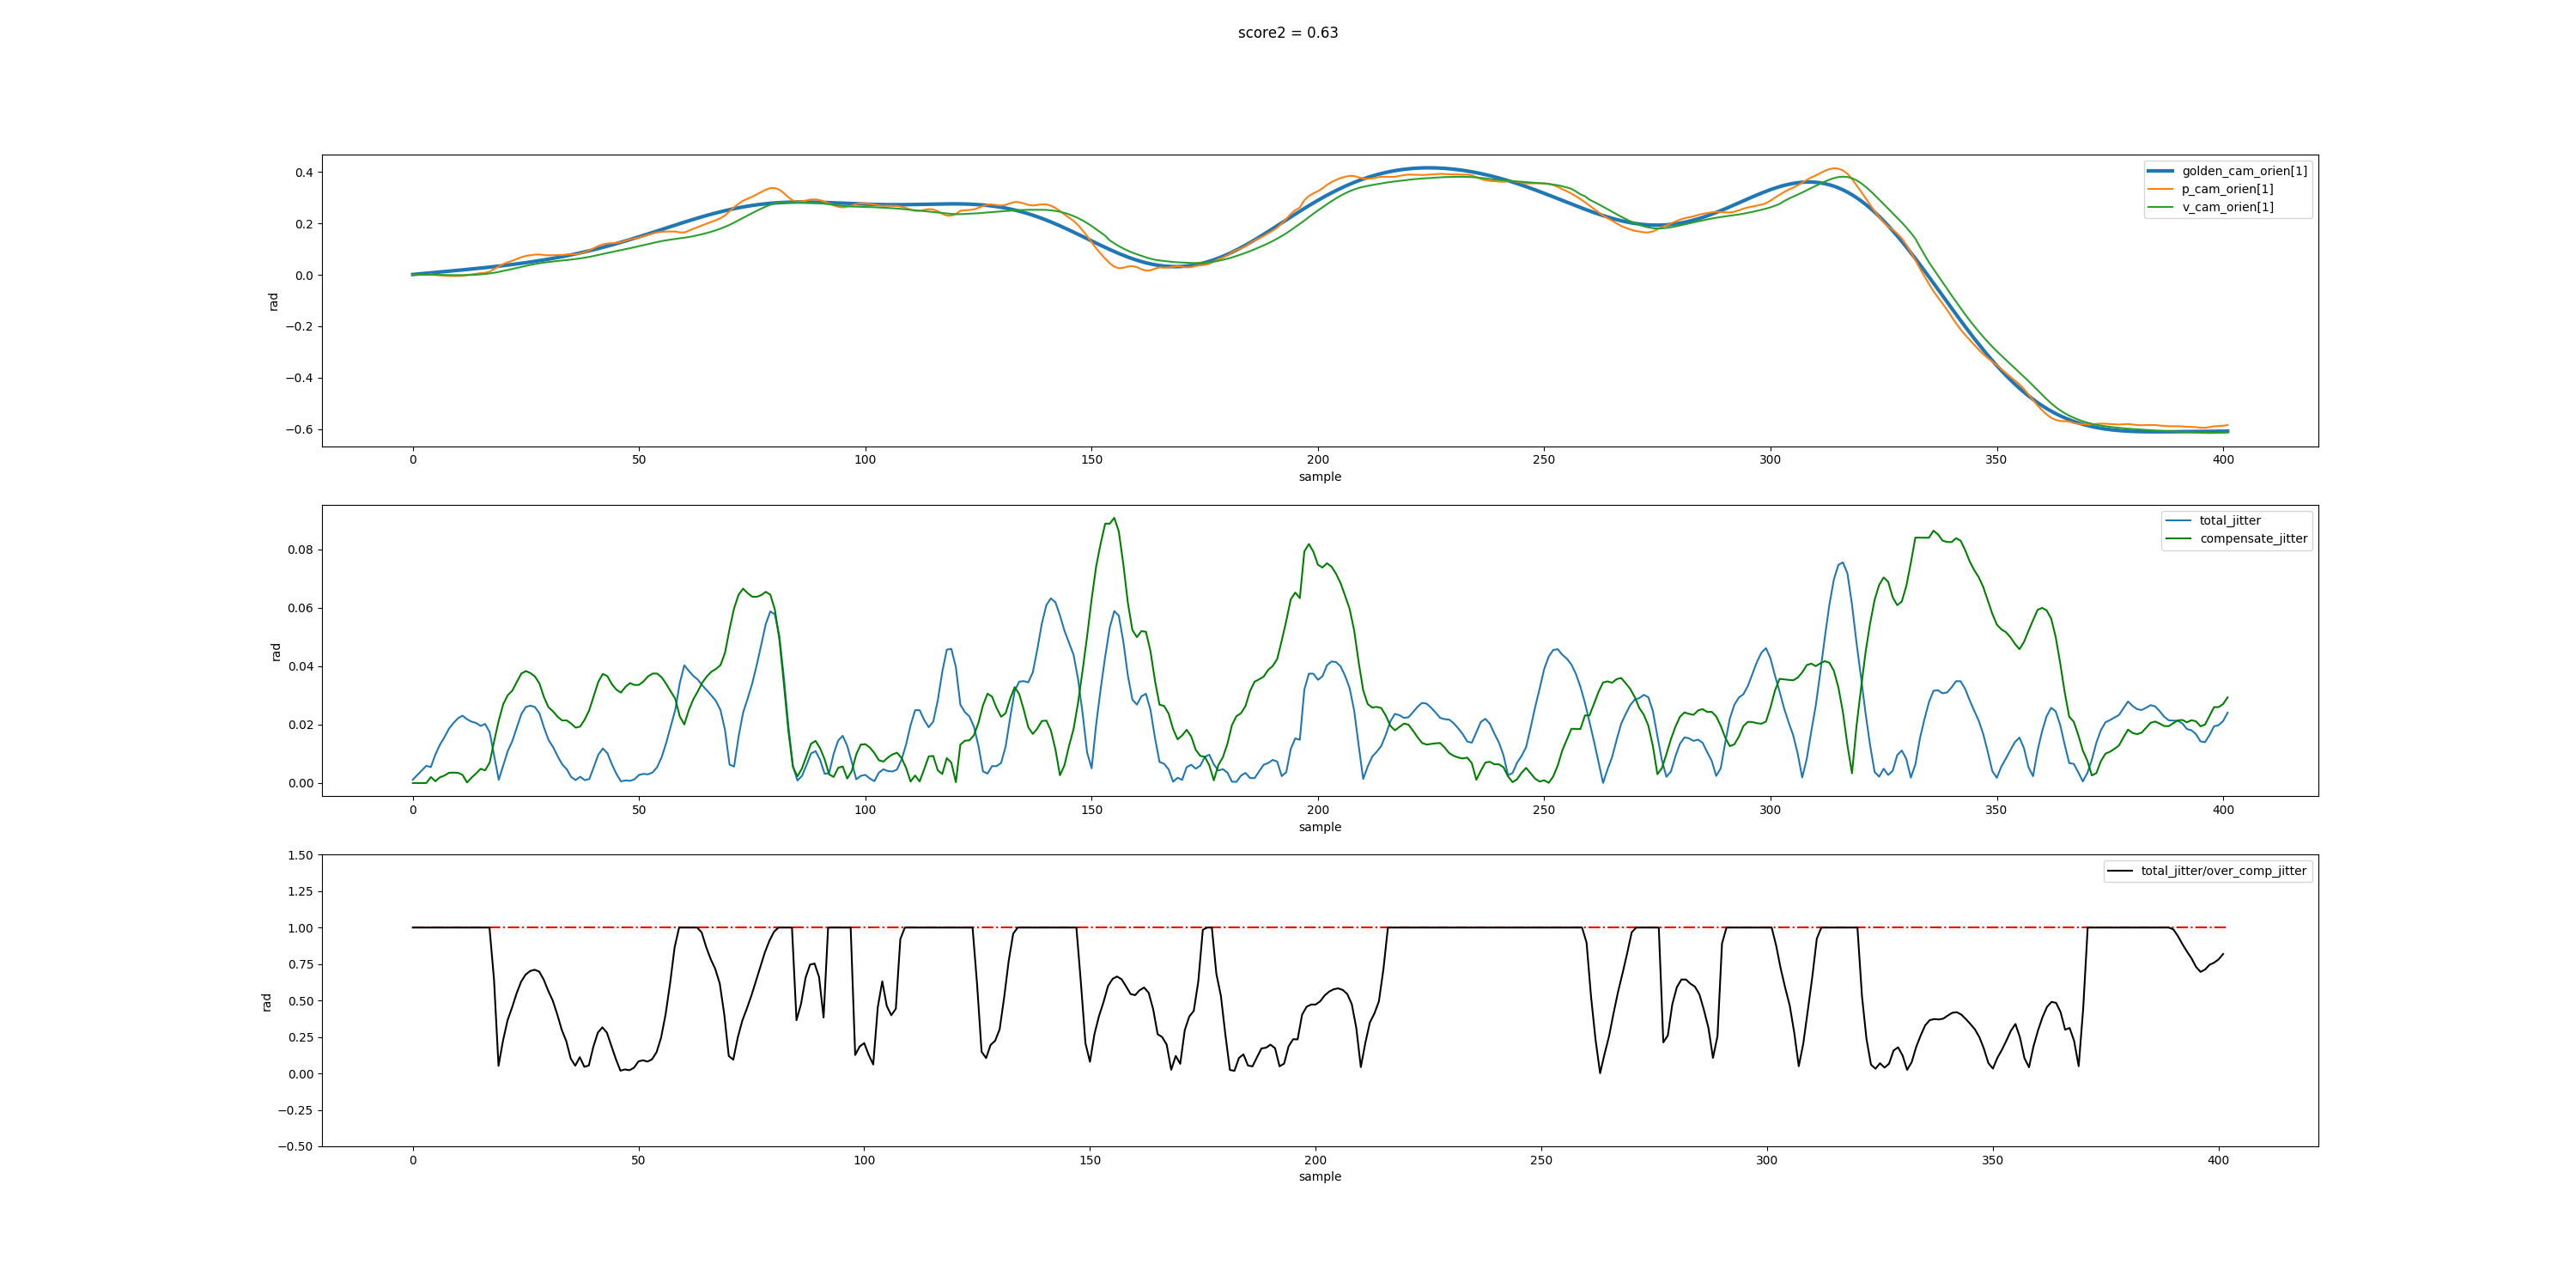 score2 = 0.63
0.4
0.2
0.0
−0.2
−0.4
−0.6
rad
golden_cam_orien[1]
p_cam_orien[1]
v_cam_orien[1]
0 50 100 150 200 250 300 350 400
sample
0.08
0.06
0.04
0.02
0.00
rad
total_jitter
compensate_jitter
0 50 100 150 200 250 300 350 400
sample
1.50
1.25
1.00
0.75
0.50
0.25
0.00
−0.25
−0.50
rad
total_jitter/over_comp_jitter
0 50 100 150 200 250 300 350 400
sample